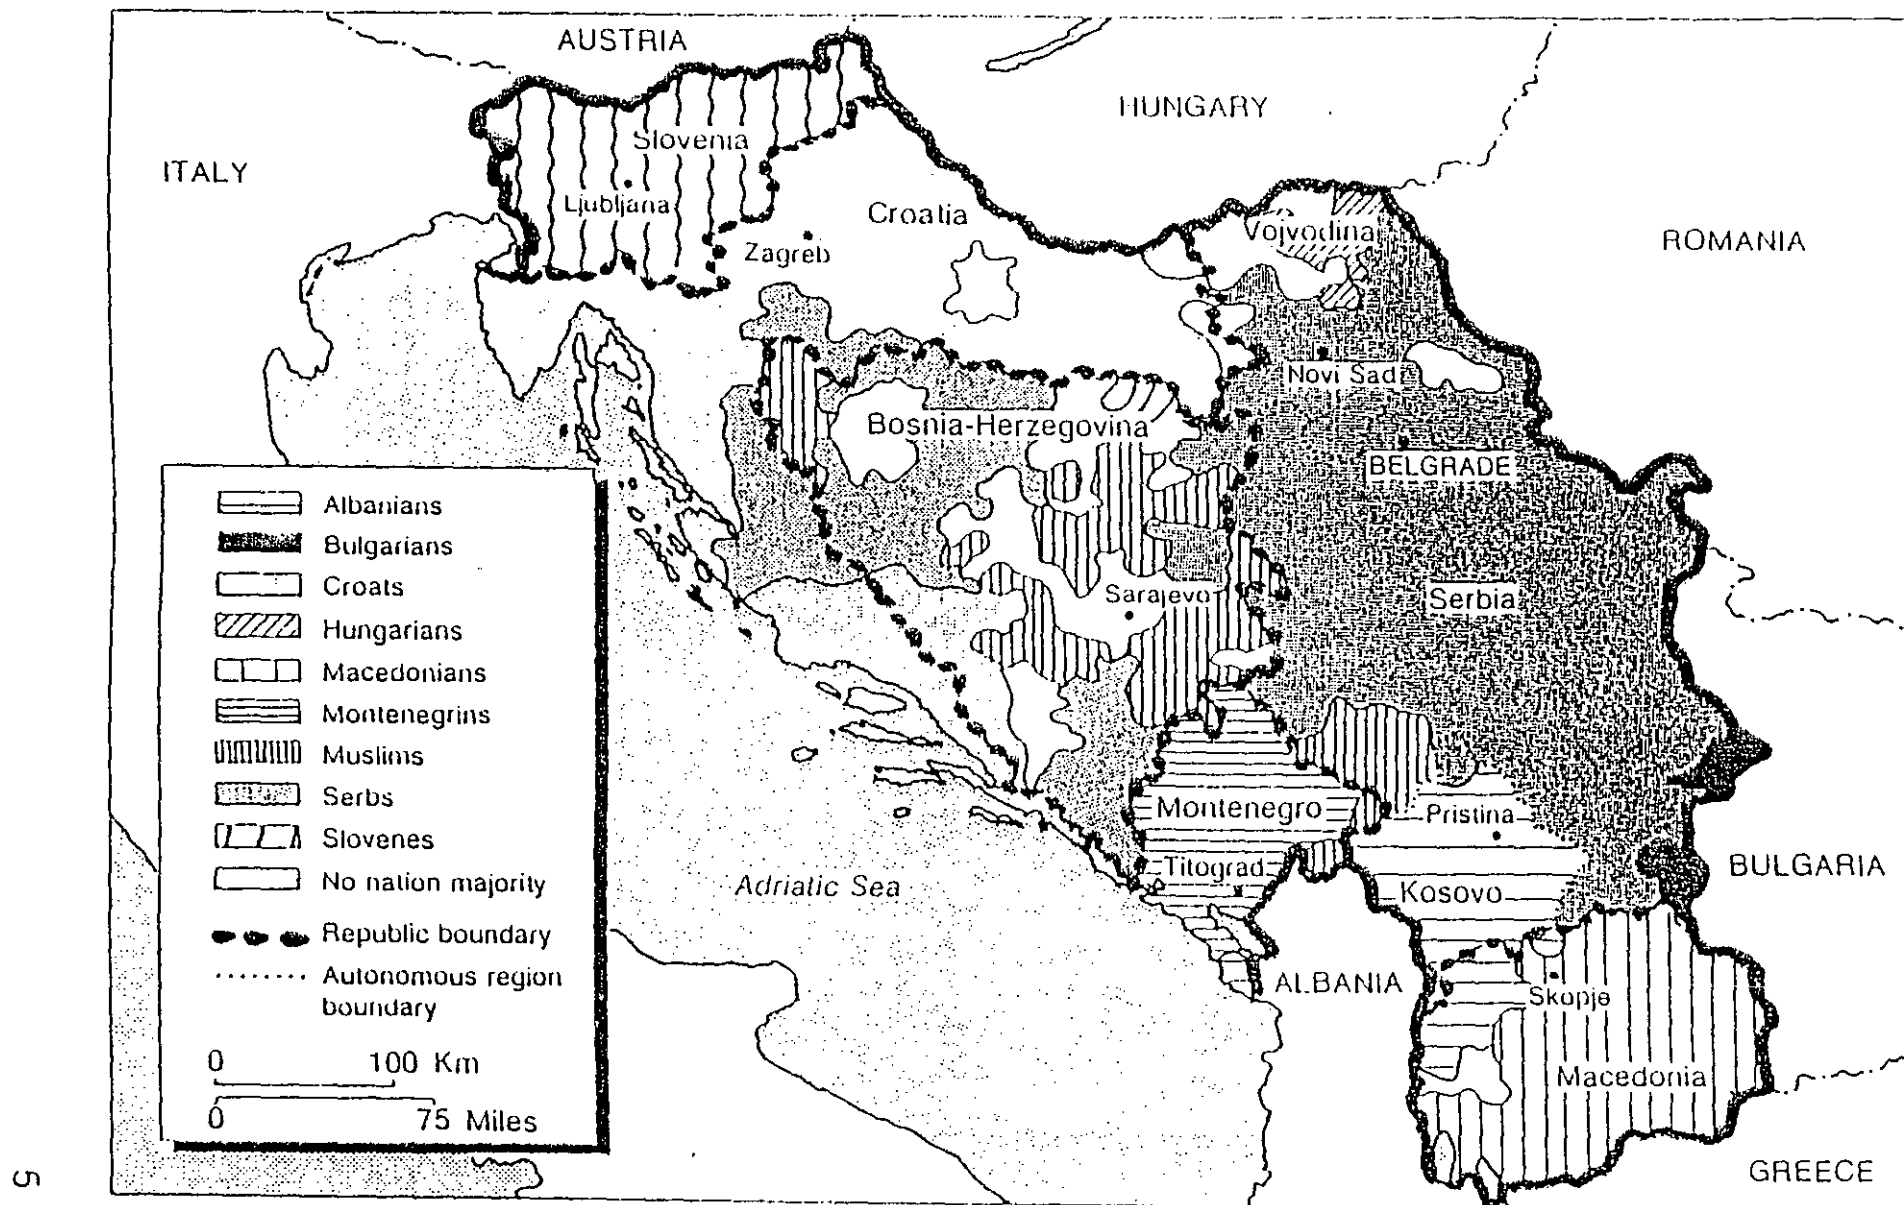 AUSTRIA
HUNGARY
ITALY
Slovenia
Ljubljana
Croatia
Zagreb
Vojvodina
ROMANIA
Novi Sad
Bosnia-Herzegovina
BELGRADE
Sarajevo
Serbia
Montenegro
Pristina
Titograd
Kosovo
BULGARIA
Adriatic Sea
ALBANIA
Skopje
Macedonia
GREECE
Albanians
Bulgarians
Croats
Hungarians
Macedonians
Montenegrins
Muslims
Serbs
Slovenes
No nation majority
Republic boundary
Autonomous region
boundary
0 100 Km
0 75 Miles
5